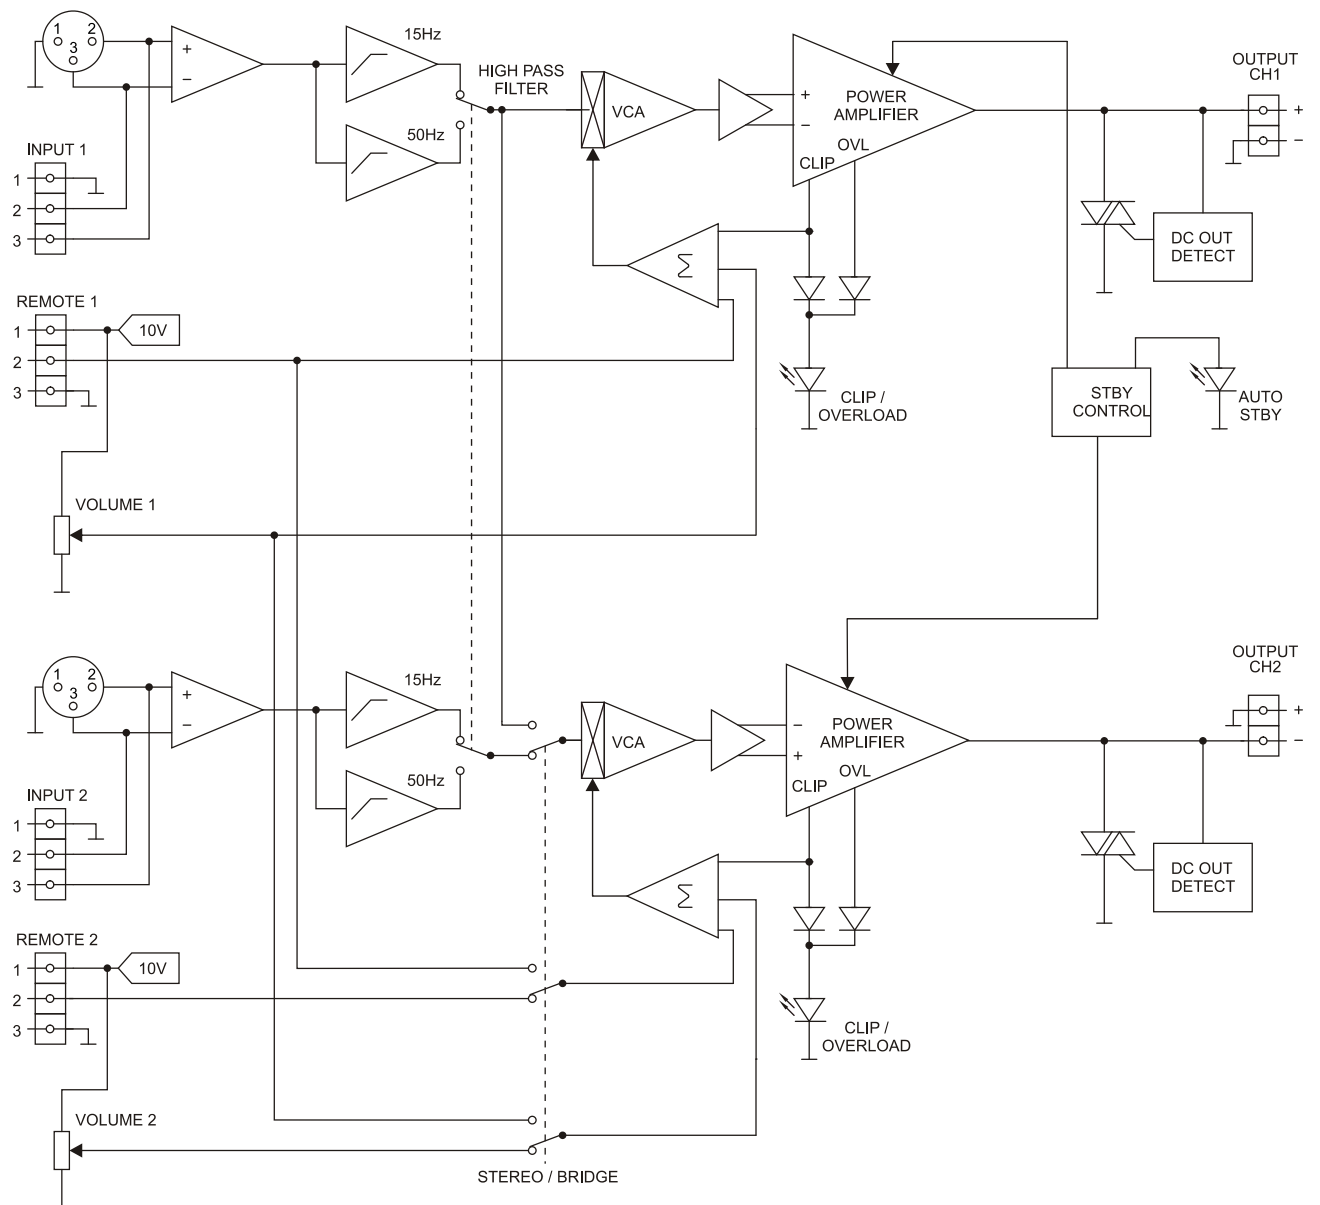 15Hz
OUTPUT
CH1
1
2
3
+
−
HIGH PASS
FILTER
VCA
+
−
POWER
AMPLIFIER
OVL
CLIP
+
−
50Hz
INPUT 1
1
2
3
Σ
DC OUT
DETECT
REMOTE 1
1
10V
2
3
CLIP /
OVERLOAD
STBY
CONTROL
AUTO
STBY
VOLUME 1
OUTPUT
CH2
1
2
3
+
−
15Hz
VCA
−
+
POWER
AMPLIFIER
OVL
CLIP
+
−
50Hz
INPUT 2
1
2
3
Σ
DC OUT
DETECT
REMOTE 2
1
10V
2
3
CLIP /
OVERLOAD
VOLUME 2
STEREO / BRIDGE